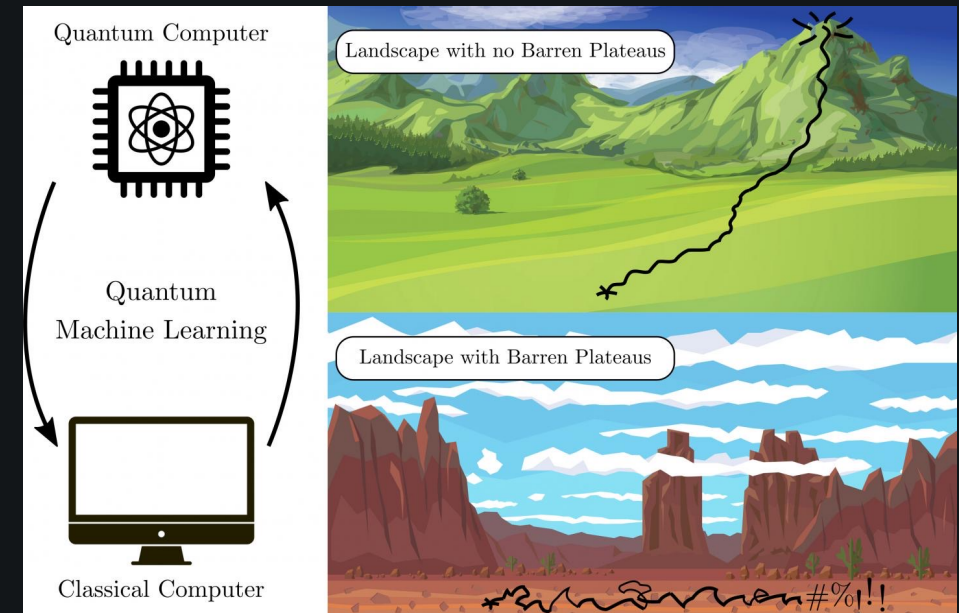 Quantum Computer
Quantum
Machine Learning
Classical Computer
Landscape with no Barren Plateaus
Landscape with Barren Plateaus
#%!!!